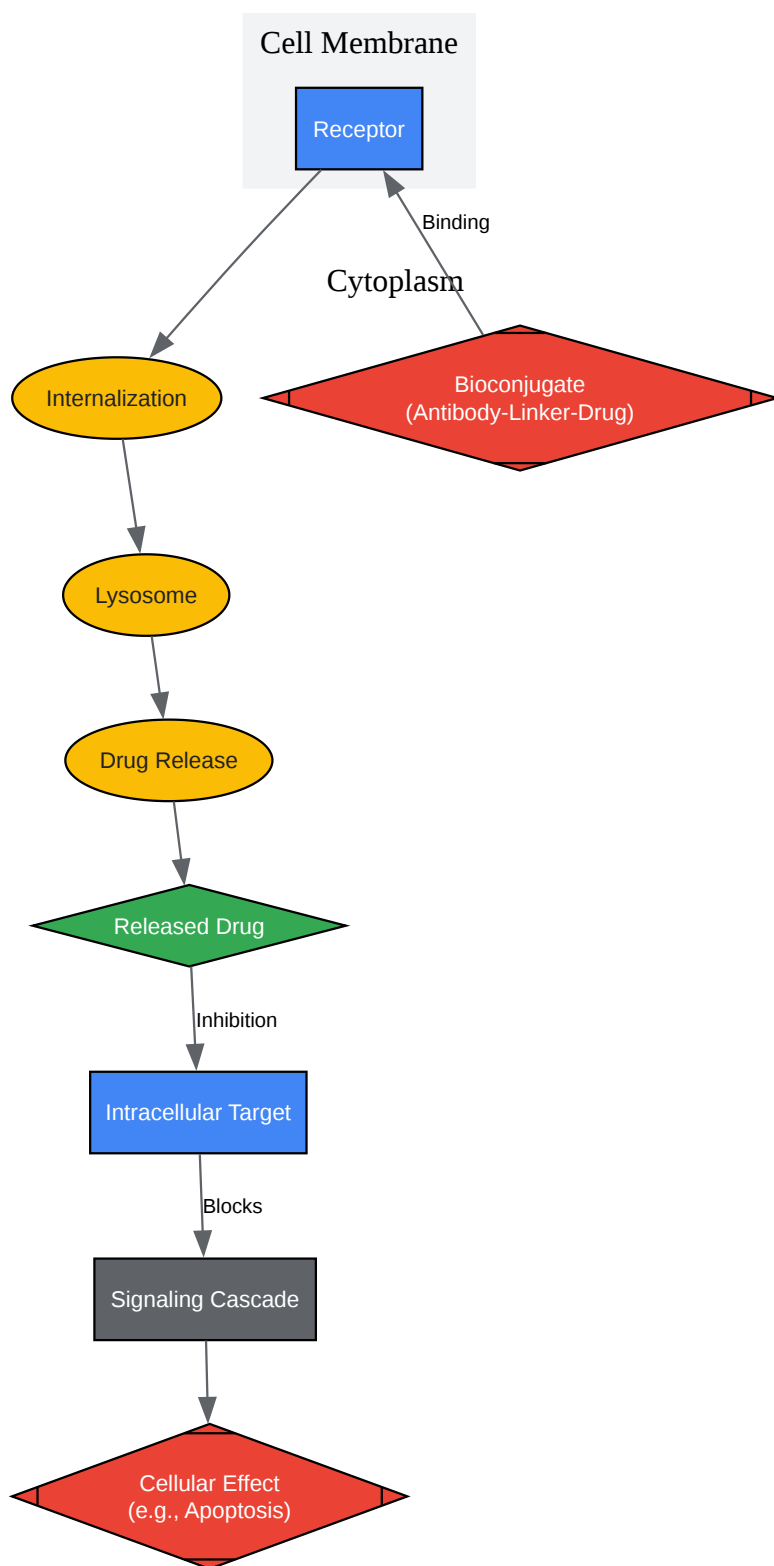 Cell Membrane
Receptor
Binding
Cytoplasm
Internalization
Bioconjugate
(Antibody-Linker-Drug)
Lysosome
Drug Release
Released Drug
Inhibition
Intracellular Target
Blocks
Signaling Cascade
Cellular Effect
(e.g., Apoptosis)